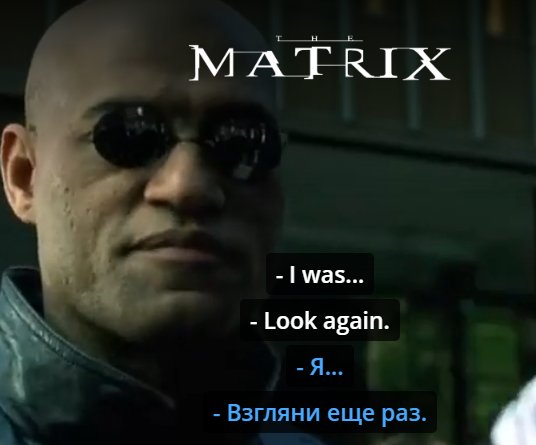 THE
MATRIX
- I was...
- Look again.
- Я...
- Взгляни еще раз.